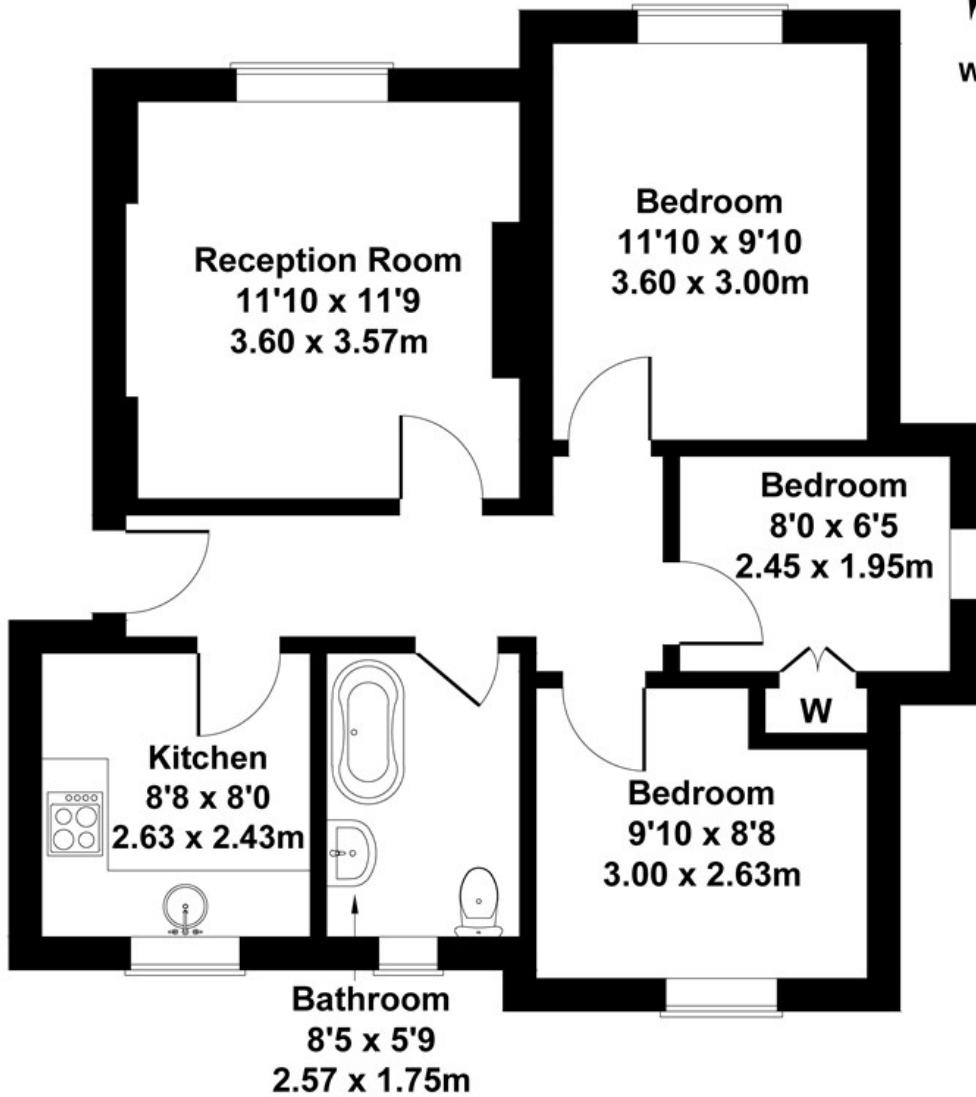 W
Bedroom
11'10 x 9'10
3.60 x 3.00m
Reception Room
11'10 x 11'9
3.60 x 3.57m
Bedroom
8'0 x 6'5
2.45 x 1.95m
W
Kitchen
8'8 x 8'0
2.63 x 2.43m
Bedroom
9'10 x 8'8
3.00 x 2.63m
Bathroom
8'5 x 5'9
2.57 x 1.75m